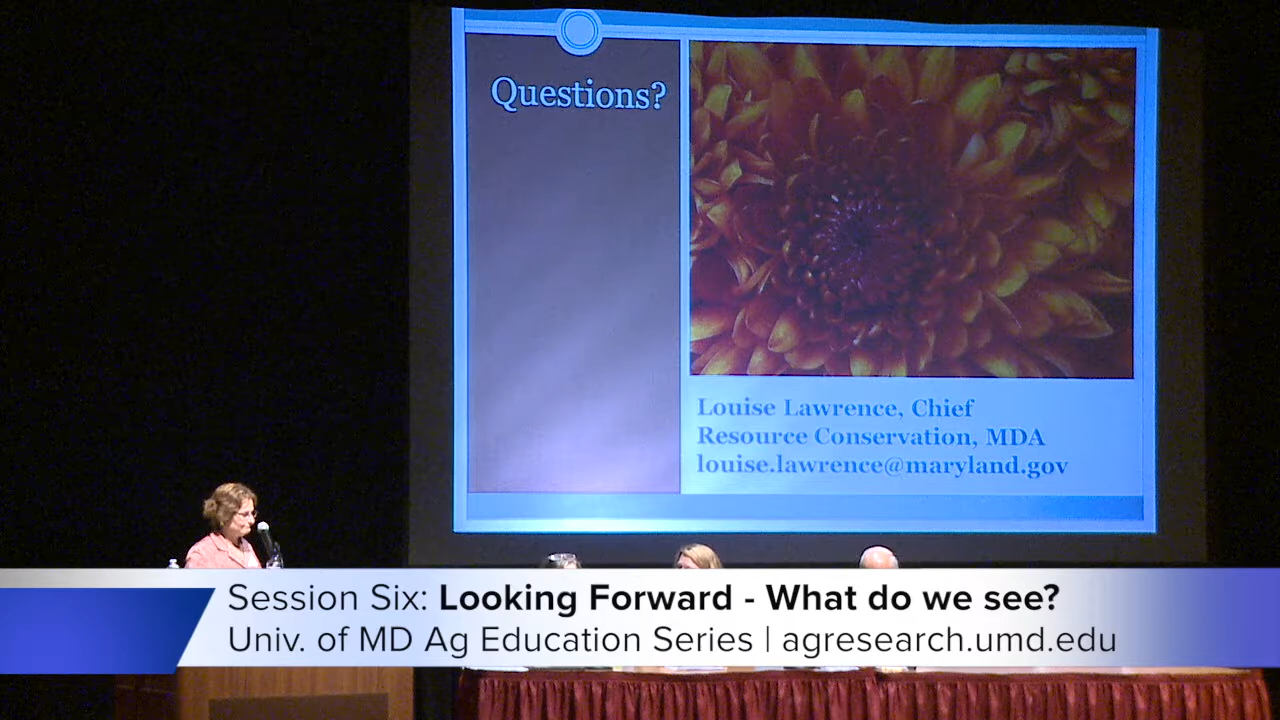 Questions?
Louise Lawrence, Chief
Resource Conservation, MDA
louise.lawrence@maryland.gov
Session Six: Looking Forward - What do we see?
Univ. of MD Ag Education Series | agresearch.umd.edu